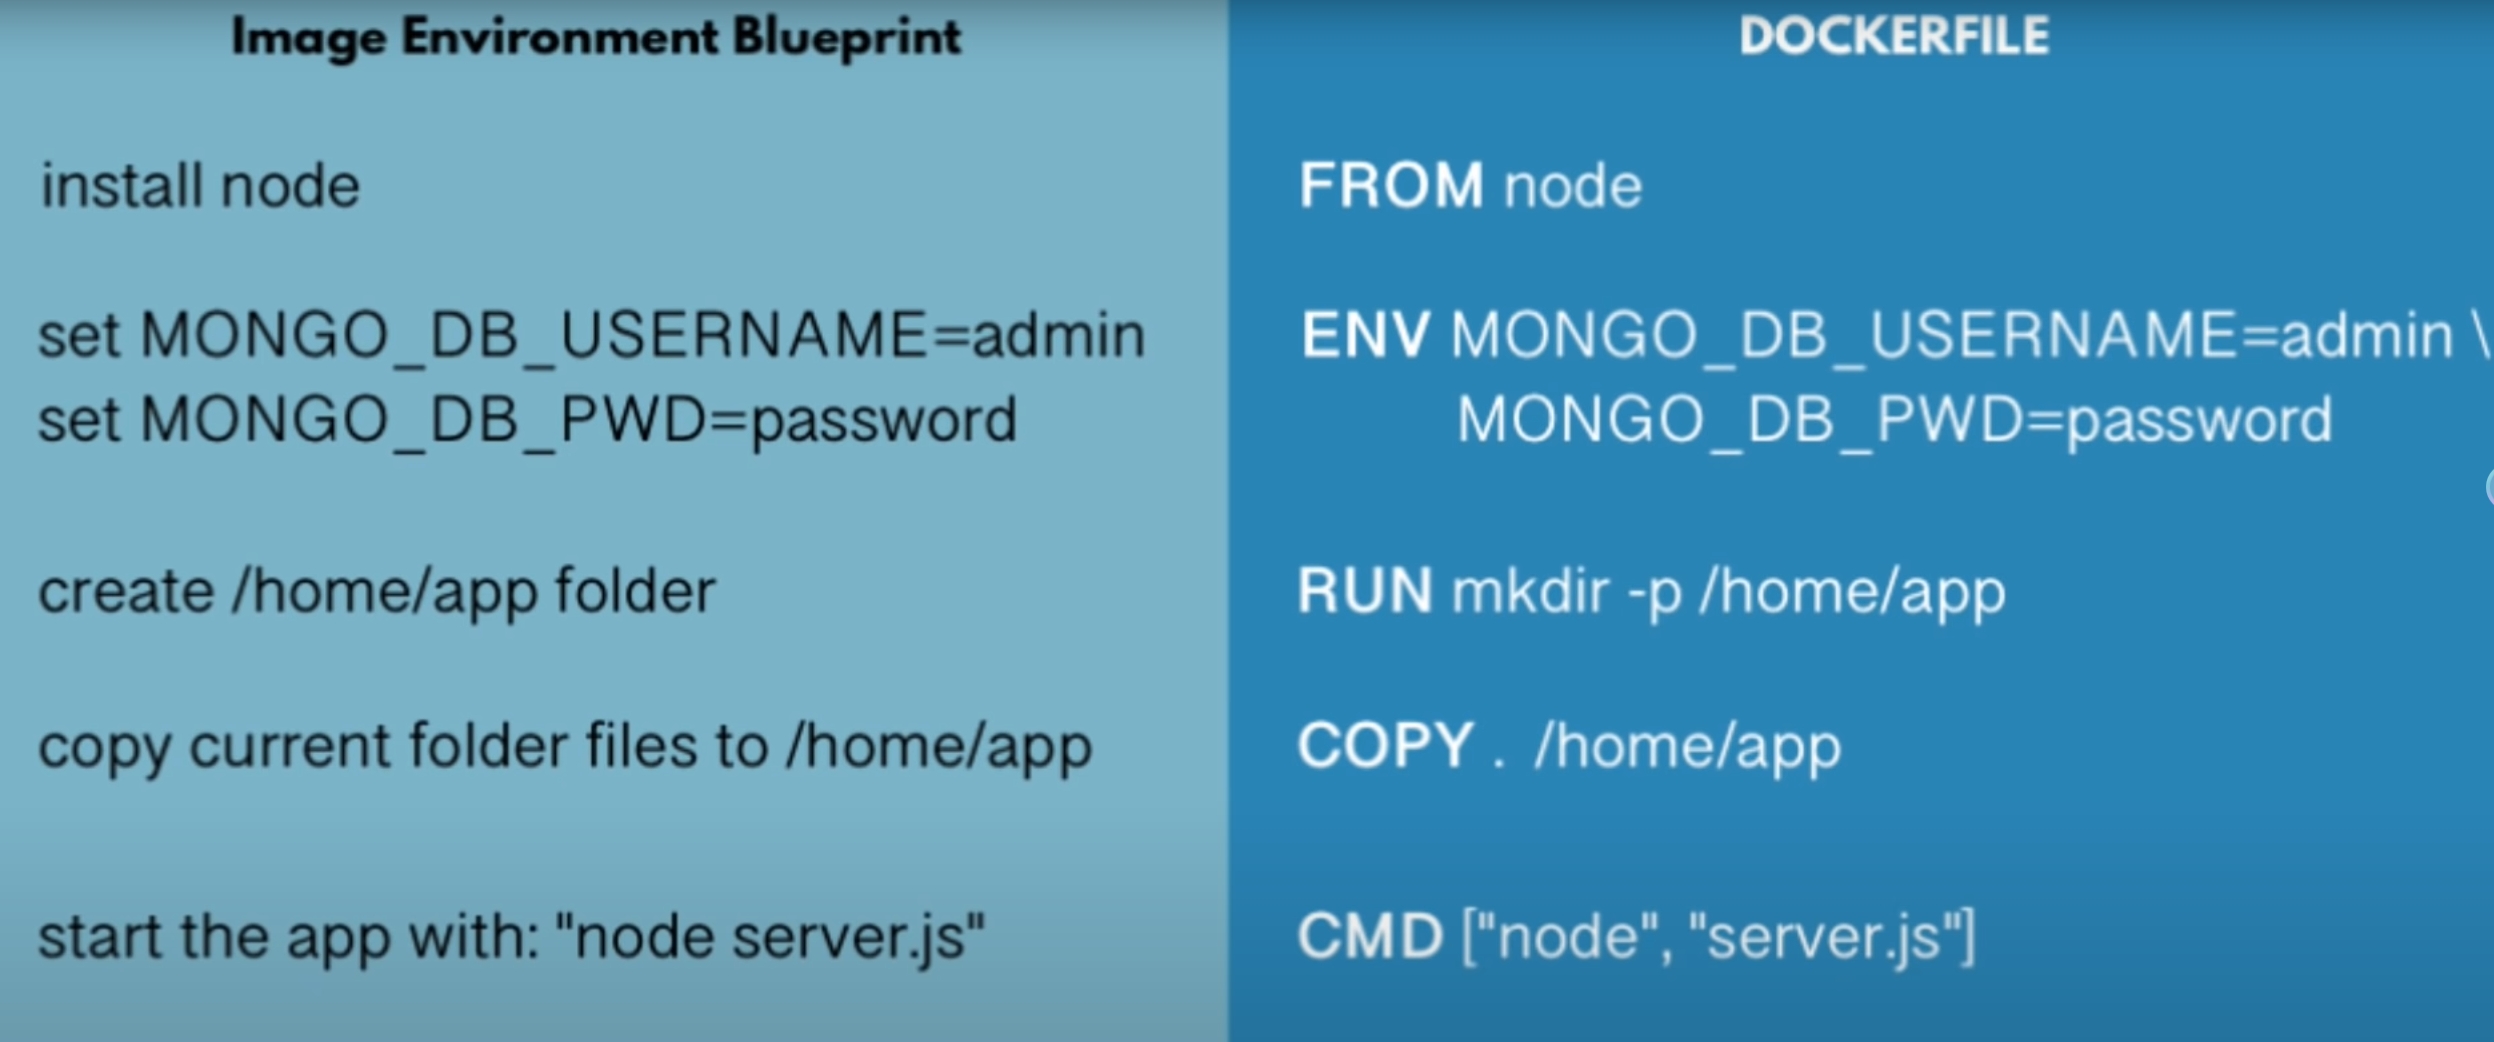 Image Environment Blueprint
install node
set MONGO_DB_USERNAME=admin
set MONGO_DB_PWD=password
create /home/app folder
copy current folder files to /home/app
start the app with: "node server.js"
DOCKERFILE
FROM node
ENV MONGO_DB_USERNAME=admin \
MONGO_DB_PWD=password
RUN mkdir -p /home/app
COPY . /home/app
CMD ["node", "server.js"]